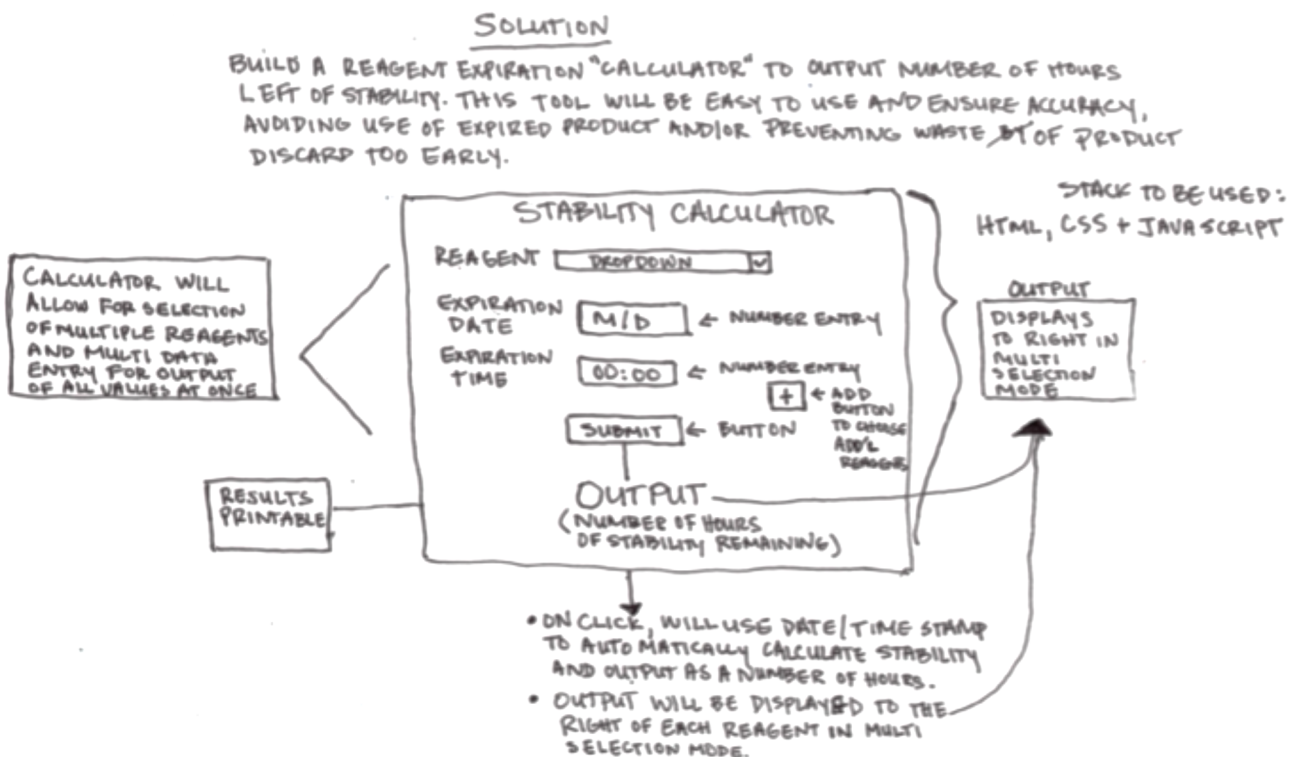 SOLUTION
BUILD A REAGENT EXPIRATION "CALCULATOR" TO OUTPUT NUMBER OF HOURS
LEFT OF STABILITY. THIS TOOL WILL BE EASY TO USE AND ENSURE ACCURACY,
AVOIDING USE OF EXPIRED PRODUCT AND/OR PREVENTING WASTE OF PRODUCT
DISCARD TOO EARLY.
STACK TO BE USED:
HTML, CSS + JAVASCRIPT
CALCULATOR WILL
ALLOW FOR SELECTION
OF MULTIPLE REAGENTS
AND MULTI DATA
ENTRY FOR OUTPUT
OF ALL VALUES AT ONCE
RESULTS
PRINTABLE
STABILITY CALCULATOR
REAGENT DROPDOWN
EXPIRATION
DATE
M/D ← NUMBER ENTRY
EXPIRATION
TIME
00:00 ← NUMBER ENTRY
+ ← ADD
BUTTON
TO CHOOSE
ADD'L
REAGENTS
SUBMIT ← BUTTON
OUTPUT
(NUMBER OF HOURS
OF STABILITY REMAINING)
OUTPUT
DISPLAYS
TO RIGHT IN
MULTI
SELECTION
MODE
• ON CLICK, WILL USE DATE/TIME STAMP
TO AUTOMATICALLY CALCULATE STABILITY
AND OUTPUT AS A NUMBER OF HOURS.
• OUTPUT WILL BE DISPLAYED TO THE
RIGHT OF EACH REAGENT IN MULTI
SELECTION MODE.